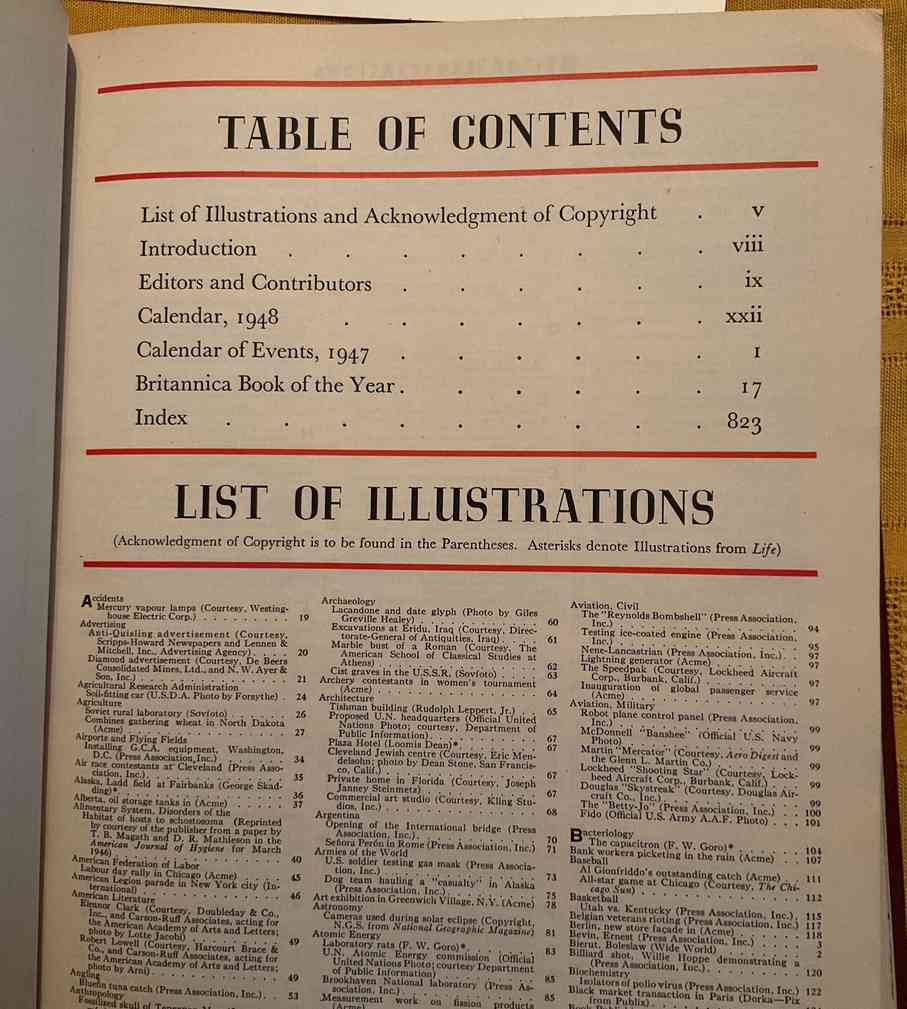 TABLE OF CONTENTS
List of Illustrations and Acknowledgment of Copyright . v
Introduction . . . . . . . . viii
Editors and Contributors . . . . . . ix
Calendar, 1948 . . . . . . . xxii
Calendar of Events, 1947 . . . . . . 1
Britannica Book of the Year . . . . . . 17
Index . . . . . . . . . 823
LIST OF ILLUSTRATIONS
(Acknowledgment of Copyright is to be found in the Parentheses. Asterisks denote Illustrations from Life)
Accidents
Mercury vapour lamps (Courtesy, Westing-
house Electric Corp.) . . . . . . . . . 19
Advertising
Anti-Quisling advertisement (Courtesy,
Scripps-Howard Newspapers and Lennen &
Mitchell, Inc., Advertising Agency) . . . . 20
Diamond advertisement (Courtesy, De Beers
Consolidated Mines, Ltd., and N. W. Ayer &
Son, Inc.) . . . . . . . . . . . . 21
Agricultural Research Administration
Soil-fitting car (U.S.D.A. Photo by Forsythe) . 24
Agriculture
Soviet rural laboratory (Sovfoto) . . . . . 26
Combines gathering wheat in North Dakota
(Acme) . . . . . . . . . . . . 27
Airports and Flying Fields
Installing G.C.A. equipment, Washington,
D.C. (Press Association, Inc.) . . . . . . 34
Air race contestants at Cleveland (Press Asso-
ciation, Inc.) . . . . . . . . . . . 35
Alaska, Ladd field at Fairbanks (George Skad-
ding)* . . . . . . . . . . . . 36
Alberta, oil storage tanks in (Acme) . . . . 37
Alimentary System, Disorders of the
Habitat of hosts to schostosoma (Reprinted
by courtesy of the publisher from a paper by
T. B. Magath and D. R. Matheson in the
American Journal of Hygiene for March
1946) . . . . . . . . . . . . 40
American Federation of Labor
Labour day rally in Chicago (Acme) . . . . 45
American Legion parade in New York city (In-
ternational) . . . . . . . . . . . 46
American Literature
Eleanor Clark (Courtesy, Doubleday & Co.,
Inc., and Carson-Ruff Associates, acting for
the American Academy of Arts and Letters;
photo by Lotte Jacobi) . . . . . . . . 49
Robert Lowell (Courtesy, Harcourt Brace &
Co., and Carson-Ruff Associates, acting for
the American Academy of Arts and Letters;
photo by Arni) . . . . . . . . . . 49
Angling
Bluefin tuna catch (Press Association, Inc.) . . 53
Anthropology
Archaeology
Lacandone and date glyph (Photo by Giles
Greville Healey) . . . . . . . . . . 60
Excavations at Eridu, Iraq (Courtesy, Direc-
torate-General of Antiquities, Iraq) . . . . 61
Marble bust of a Roman (Courtesy, The
American School of Classical Studies at
Athens) . . . . . . . . . . . . 62
Cist graves in the U.S.S.R. (Sovfoto) . . . . 63
Archery contestants in women's tournament
(Acme) . . . . . . . . . . . . 64
Architecture
Tishman building (Rudolph Leppert, Jr.) . . . 65
Proposed U.N. headquarters (Official United
Nations Photo; courtesy, Department of
Public Information) . . . . . . . . . 67
Plaza Hotel (Loomis Dean)* . . . . . . . 67
Cleveland Jewish centre (Courtesy, Eric Men-
delsohn; photo by Dean Stone, San Francis-
co, Calif.) . . . . . . . . . . . 67
Private home in Florida (Courtesy, Joseph
Janney Steinmetz) . . . . . . . . . 67
Commercial art studio (Courtesy, Kling Stu-
dios, Inc.) . . . . . . . . . . . 68
Argentina
Opening of the International bridge (Press
Association, Inc.) . . . . . . . . . 70
Señora Perón in Rome (Press Association, Inc.) 71
Armies of the World
U.S. soldier testing gas mask (Press Associa-
tion, Inc.) . . . . . . . . . . . 73
Dog team hauling a "casualty" in Alaska
(Press Association, Inc.) . . . . . . . 74
Art exhibition in Greenwich Village, N.Y. (Acme) 78
Astronomy
Cameras used during solar eclipse (Copyright,
N.G.S. from National Geographic Magazine) 81
Atomic Energy
Laboratory rats (F. W. Goro)* . . . . . . 83
U.N. Atomic Energy commission (Official
United Nations Photo; courtesy Department
of Public Information) . . . . . . . . 85
Brookhaven National laboratory (Press As-
sociation, Inc.) . . . . . . . . . . 85
Measurement work on fission products
(Acme)
Aviation, Civil
The "Reynolds Bombshell" (Press Association,
Inc.) . . . . . . . . . . . . . 94
Testing ice-coated engine (Press Association,
Inc.) . . . . . . . . . . . . . 95
Nene-Lancastrian (Press Association, Inc.) . . 97
Lightning generator (Acme) . . . . . . . 97
The Speedpak (Courtesy, Lockheed Aircraft
Corp., Burbank, Calif.) . . . . . . . 97
Inauguration of global passenger service
(Acme) . . . . . . . . . . . . 97
Aviation, Military
Robot plane control panel (Press Association,
Inc.) . . . . . . . . . . . . . 99
McDonnell "Banshee" (Official U.S. Navy
Photo) . . . . . . . . . . . . 99
Martin "Mercator" (Courtesy, Aero Digest and
the Glenn L. Martin Co.) . . . . . . . 99
Lockheed "Shooting Star" (Courtesy, Lock-
heed Aircraft Corp., Burbank, Calif.) . . . 99
Douglas "Skystreak" (Courtesy, Douglas Air-
craft Co., Inc.) . . . . . . . . . . 99
The "Betty-Jo" (Press Association, Inc.) . . . 100
Fido (Official U.S. Army A.A.F. Photo) . . . 101
Bacteriology
The capacitron (F. W. Goro)* . . . . . . 104
Bank workers picketing in the rain (Acme) . . 107
Baseball
Al Gionfriddo's outstanding catch (Acme) . . 111
All-star game at Chicago (Courtesy, The Chi-
cago Sun) . . . . . . . . . . . 112
Basketball
Utah vs. Kentucky (Press Association, Inc.) . 115
Belgian veterans rioting (Press Association, Inc.) 117
Berlin, new store façade in (Acme) . . . . 118
Bevin, Ernest (Press Association, Inc.) . . . 3
Bierut, Boleslaw (Wide World) . . . . . . 2
Billiard shot, Willie Hoppe demonstrating a
(Press Association, Inc.) . . . . . . . 120
Biochemistry
Isolators of polio virus (Press Association, Inc.) 122
Black market transaction in Paris (Dorka—Pix
from Publix)